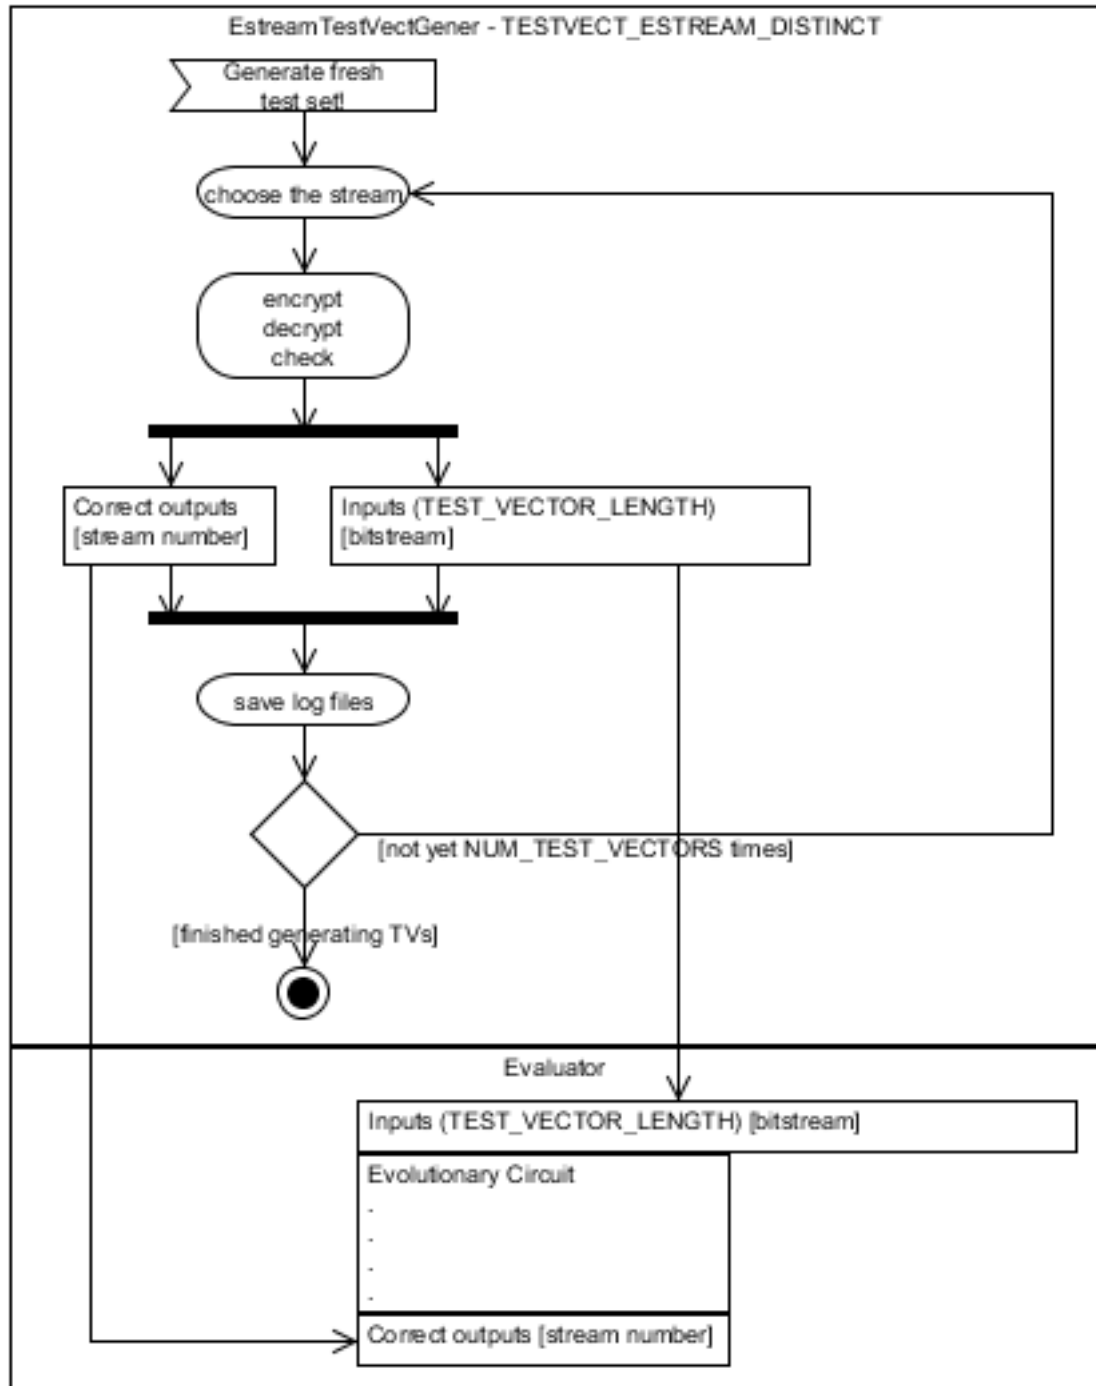 EstreamTestVectGener - TESTVECT_ESTREAM_DISTINCT
Generate fresh
test set!
choose the stream
encrypt
decrypt
check
Correct outputs
[stream number]
Inputs (TEST_VECTOR_LENGTH)
[bitstream]
save log files
[not yet NUM_TEST_VECTORS times]
[finished generating TVs]
Evaluator
Inputs (TEST_VECTOR_LENGTH) [bitstream]
Evolutionary Circuit
.
.
.
.
Correct outputs [stream number]